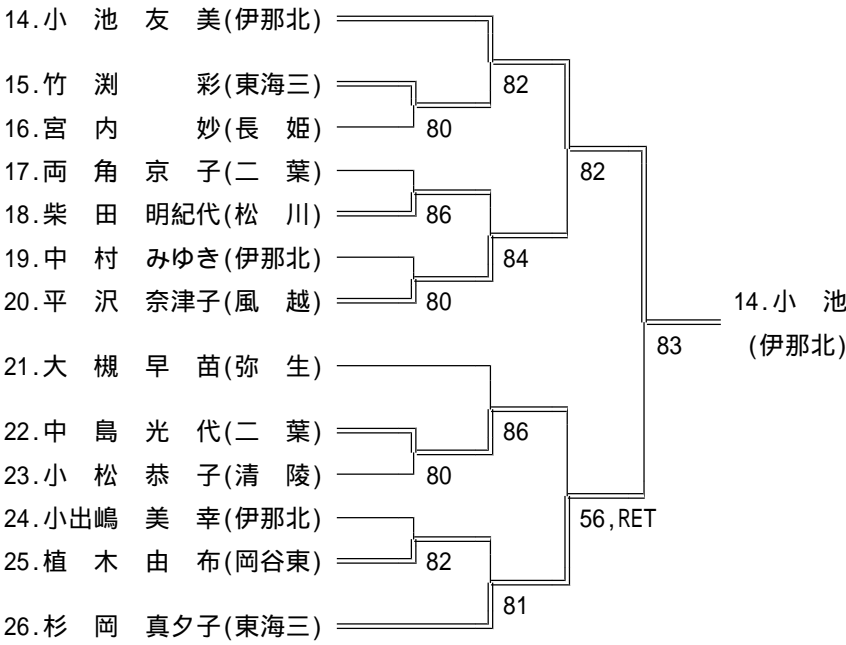 14.小 池 友 美(伊那北)
82
15.竹 渕 彩(東海三)
80
16.宮 内 妙(長 姫)
82
17.両 角 京 子(二 葉)
86
18.柴 田 明紀代(松 川)
84
19.中 村 みゆき(伊那北)
80
20.平 沢 奈津子(風 越)
14.小 池
83
(伊那北)
21.大 槻 早 苗(弥 生)
86
22.中 島 光 代(二 葉)
80
23.小 松 恭 子(清 陵)
56,RET
24.小出嶋 美 幸(伊那北)
82
25.植 木 由 布(岡谷東)
81
26.杉 岡 真夕子(東海三)